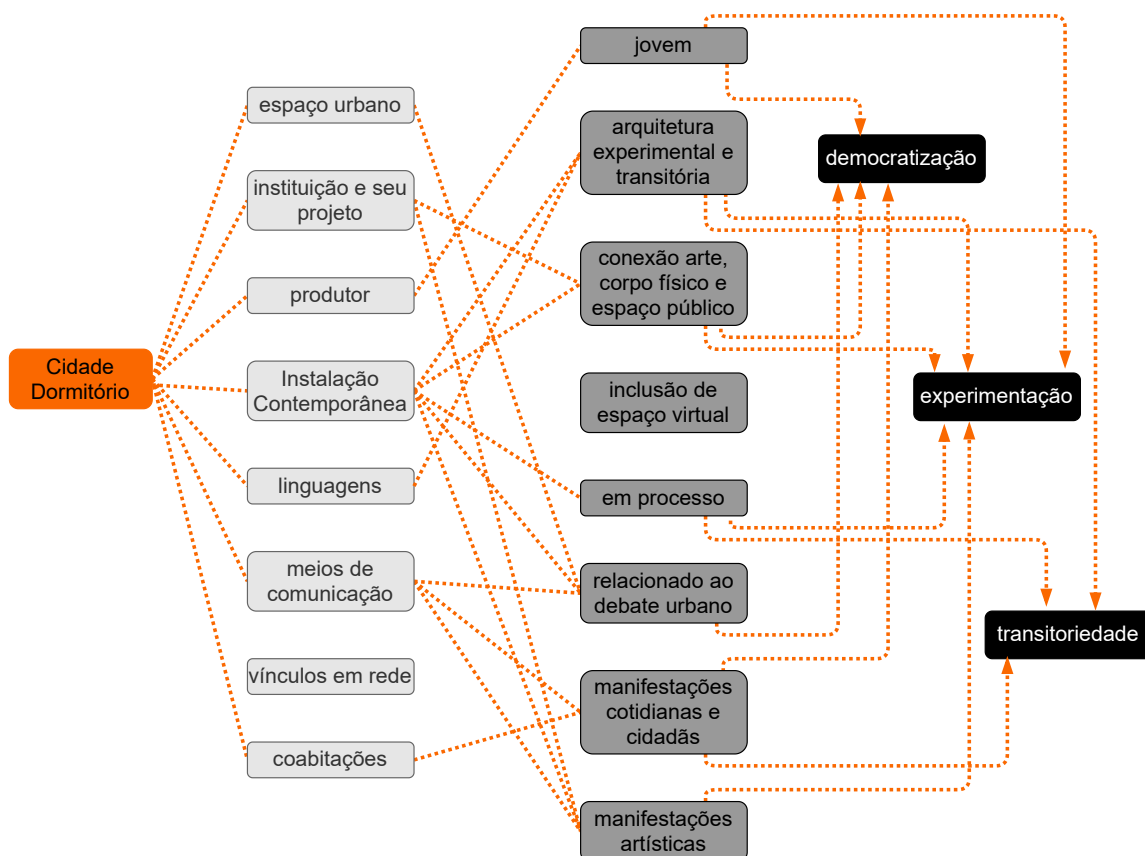 Cidade
Dormitório
espaço urbano
instituição e seu
projeto
produtor
Instalação
Contemporânea
linguagens
meios de
comunicação
vínculos em rede
coabitações
jovem
arquitetura
experimental e
transitória
conexão arte,
corpo físico e
espaço público
inclusão de
espaço virtual
em processo
relacionado ao
debate urbano
manifestações
cotidianas e
cidadãs
manifestações
artísticas
democratização
experimentação
transitoriedade